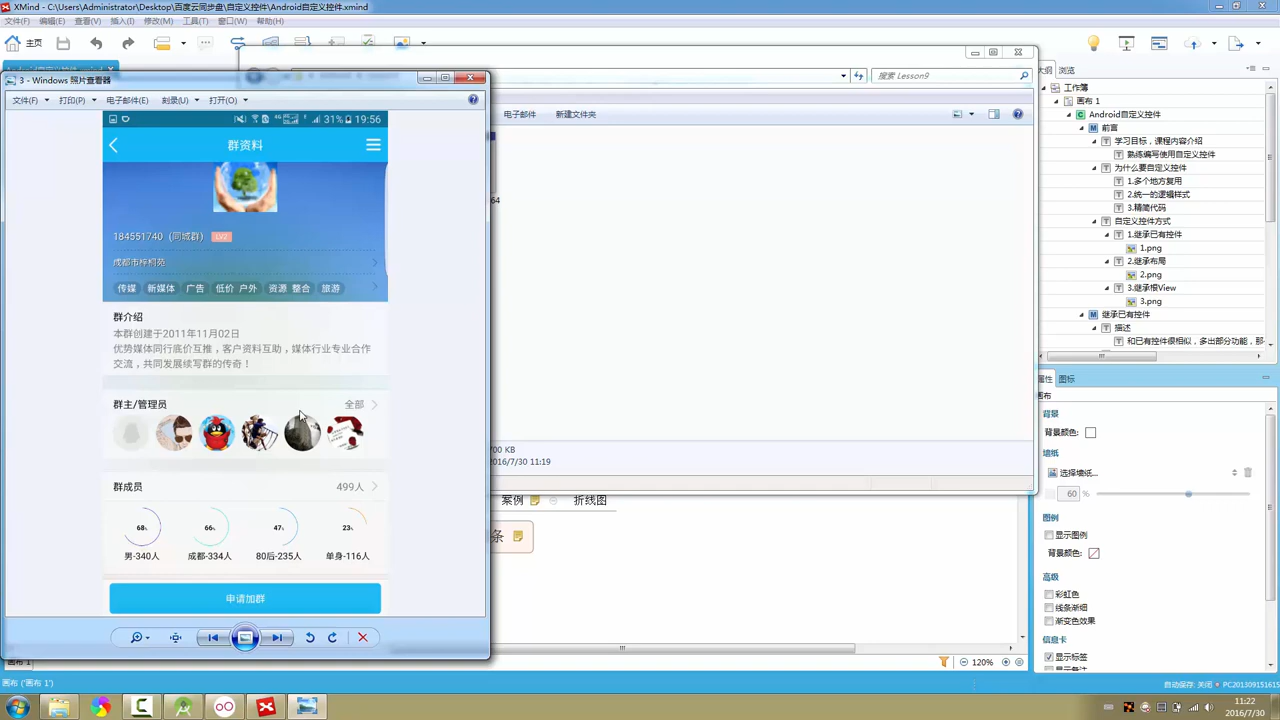 XMind - C:\Users\Administrator\Desktop\百度云同步盘\自定义控件\Android自定义控件.xmind
文件(F) 编辑(E) 查看(V) 插入(I) 修改(M) 工具(T) 窗口(W) 帮助(H)
主页
3 - Windows 照片查看器
文件(F) 打印(P) 电子邮件(E) 刻录(U) 打开(O)
搜索 Lesson9
电子邮件 新建文件夹
64
700 KB
2016/7/30 11:19
31% 19:56
群资料
184551740 (同城群) LV2
成都市梓桐苑
传媒 新媒体 广告 低价 户外 资源 整合 旅游
群介绍
本群创建于2011年11月02日
优势媒体同行底价互推，客户资料互助，媒体行业专业合作
交流，共同发展续写群的传奇！
群主/管理员 全部
群成员 499人
68% 66% 47% 23%
男-340人 成都-334人 80后-235人 单身-116人
申请加群
案例 折线图
条
大纲 浏览
工作簿
画布 1
Android自定义控件
前言
学习目标，课程内容介绍
熟练编写使用自定义控件
为什么要自定义控件
1.多个地方复用
2.统一的逻辑样式
3.精简代码
自定义控件方式
1.继承已有控件
1.png
2.继承布局
2.png
3.继承根View
3.png
继承已有控件
描述
和已有控件很相似，多出部分功能，那
属性 图标
画布
背景
背景颜色:
墙纸
选择墙纸...
60 %
图例
显示图例
背景颜色:
高级
彩虹色
线条渐细
渐变色效果
信息卡
显示标签
显示备注
120%
画布 1
画布 ('画布 1')
自动保存: 关闭 PC201309151615
11:22
2016/7/30